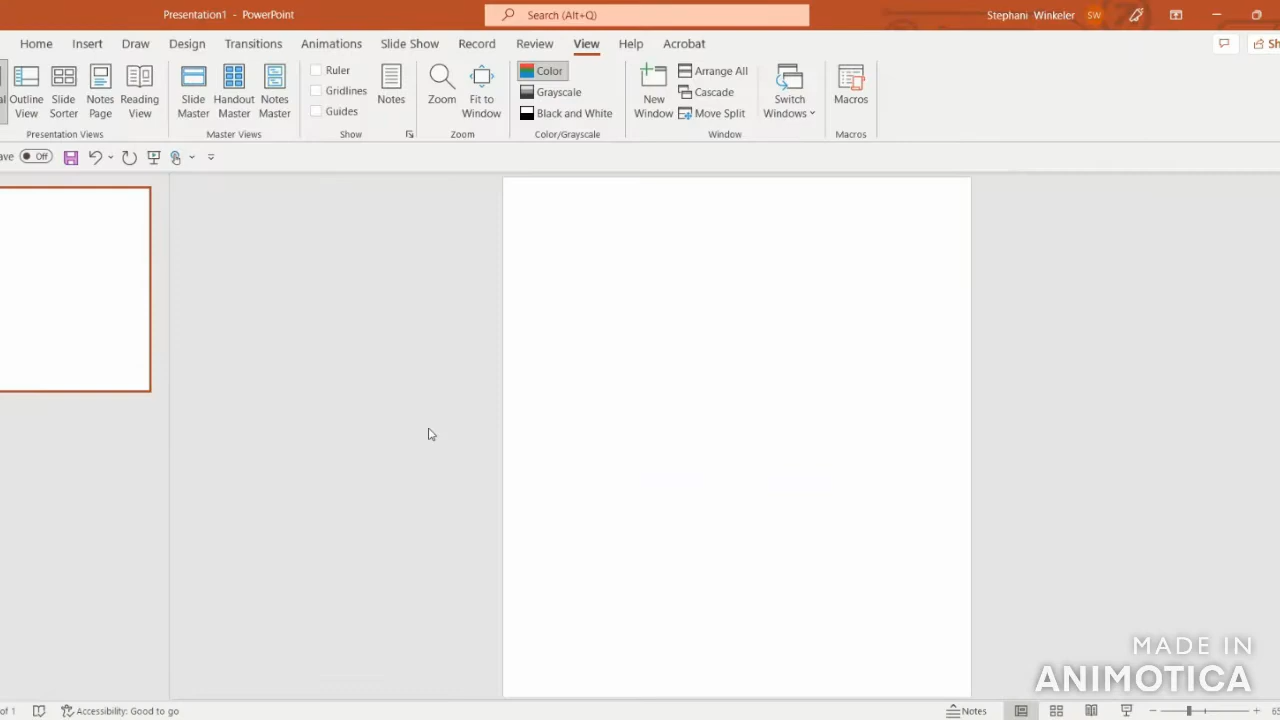 Presentation1 - PowerPoint
Search (Alt+Q)
Stephani Winkeler SW
Home Insert Draw Design Transitions Animations Slide Show Record Review View Help Acrobat
Outline View
Slide Sorter
Notes Page
Reading View
Presentation Views
Slide Master
Handout Master
Notes Master
Master Views
Ruler
Gridlines
Guides
Show
Notes
Zoom
Fit to Window
Zoom
Color
Grayscale
Black and White
Color/Grayscale
New Window
Arrange All
Cascade
Move Split
Window
Switch Windows
Macros
Macros
Off
of 1
Accessibility: Good to go
Notes
MADE IN
ANIMOTICA